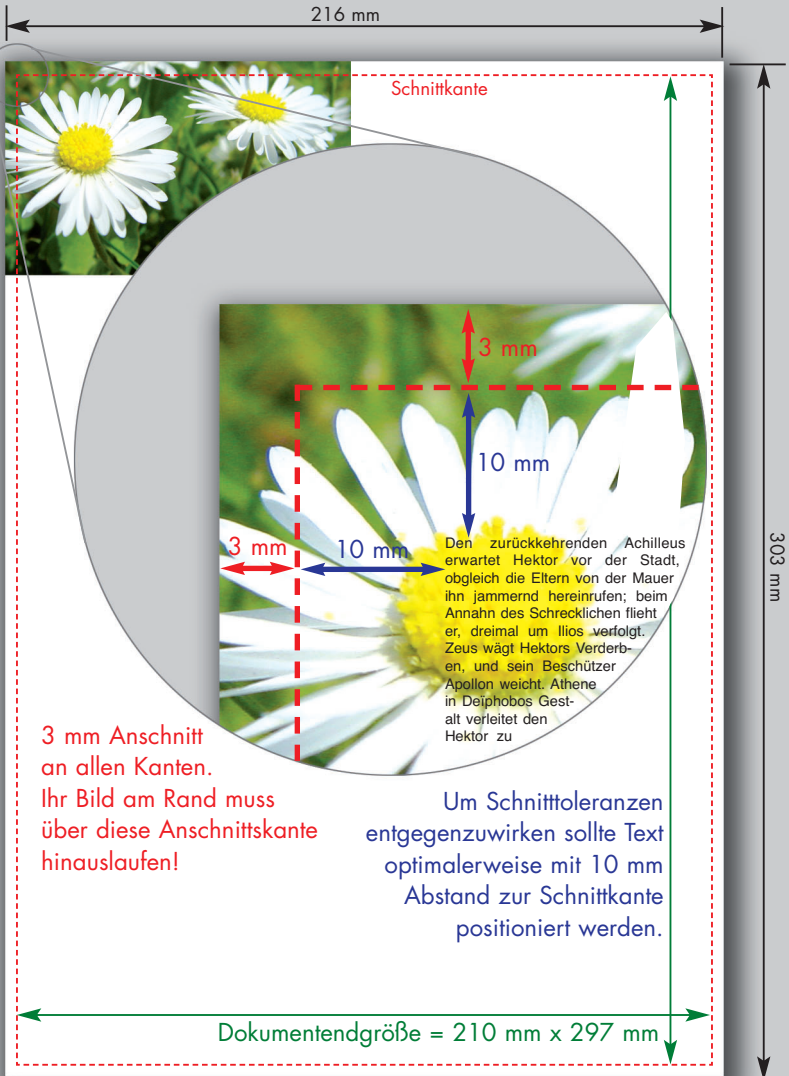 216 mm
Schnittkante
3 mm
10 mm
3 mm
10 mm
Den zurückkehrenden Achilleus
erwartet Hektor vor der Stadt,
obgleich die Eltern von der Mauer
ihn jammernd hereinrufen; beim
Annahn des Schrecklichen flieht
er, dreimal um Ilios verfolgt.
Zeus wägt Hektors Verderb-
en, und sein Beschützer
Apollon weicht. Athene
in Deïphobos Gest-
alt verleitet den
Hektor zu
303 mm
3 mm Anschnitt
an allen Kanten.
Ihr Bild am Rand muss
über diese Anschnittskante
hinauslaufen!
Um Schnitttoleranzen
entgegenzuwirken sollte Text
optimalerweise mit 10 mm
Abstand zur Schnittkante
positioniert werden.
Dokumentendgröße = 210 mm x 297 mm